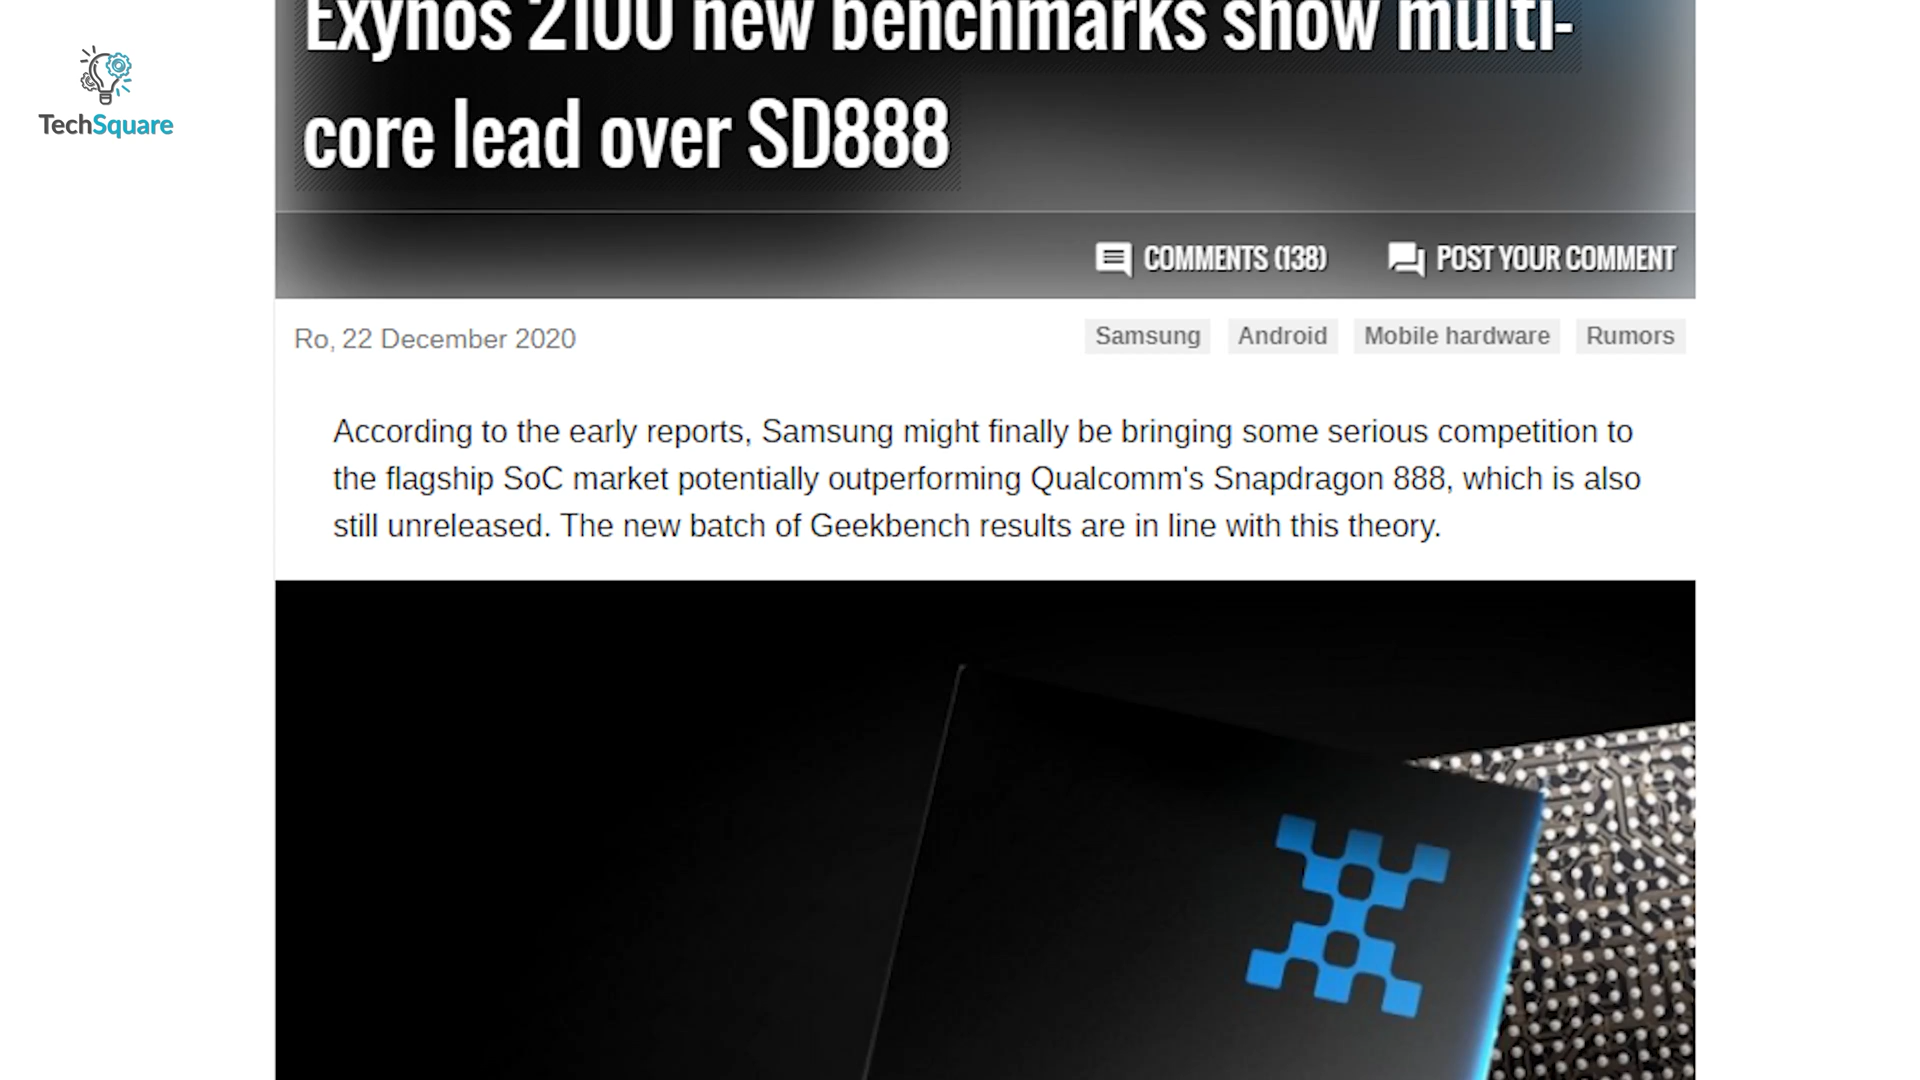 Exynos 2100 new benchmarks show multi-
core lead over SD888
TechSquare
COMMENTS (138) POST YOUR COMMENT
Ro, 22 December 2020
Samsung Android Mobile hardware Rumors
According to the early reports, Samsung might finally be bringing some serious competition to
the flagship SoC market potentially outperforming Qualcomm's Snapdragon 888, which is also
still unreleased. The new batch of Geekbench results are in line with this theory.